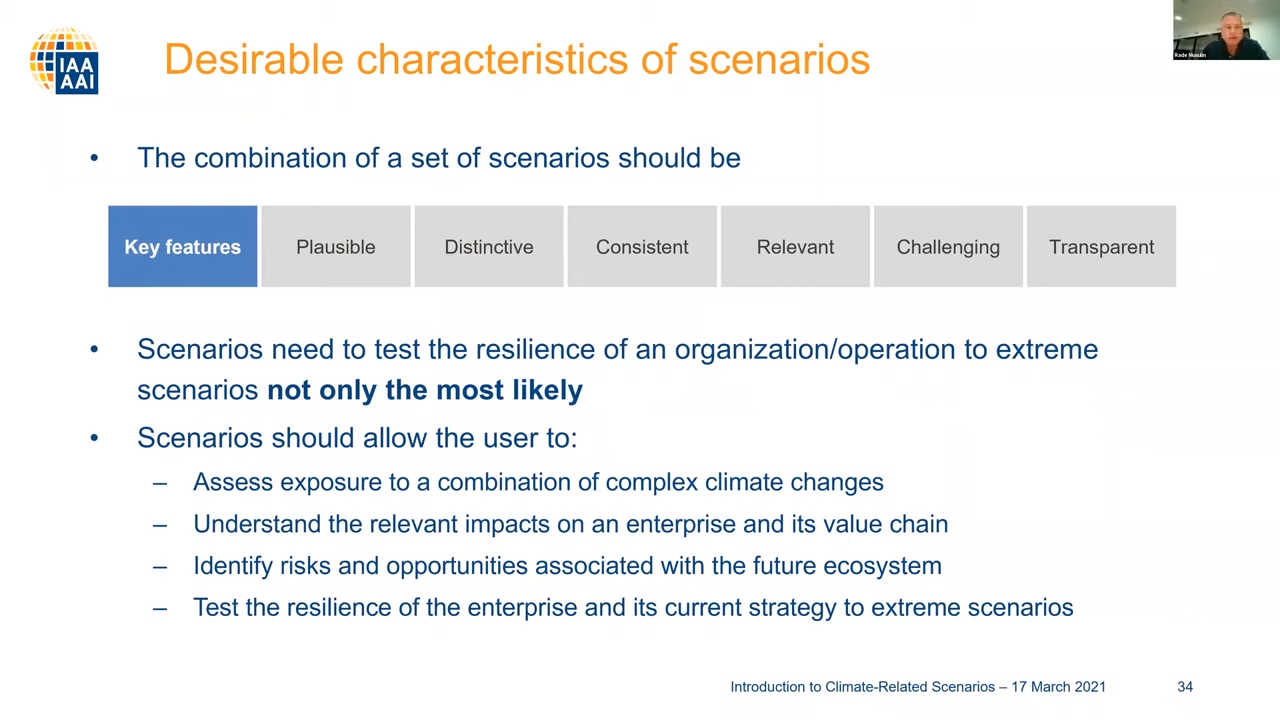 IAA
AAI
Desirable characteristics of scenarios
Rade Musulin
• The combination of a set of scenarios should be
Key features Plausible Distinctive Consistent Relevant Challenging Transparent
• Scenarios need to test the resilience of an organization/operation to extreme
scenarios not only the most likely
• Scenarios should allow the user to:
– Assess exposure to a combination of complex climate changes
– Understand the relevant impacts on an enterprise and its value chain
– Identify risks and opportunities associated with the future ecosystem
– Test the resilience of the enterprise and its current strategy to extreme scenarios
Introduction to Climate-Related Scenarios – 17 March 2021 34